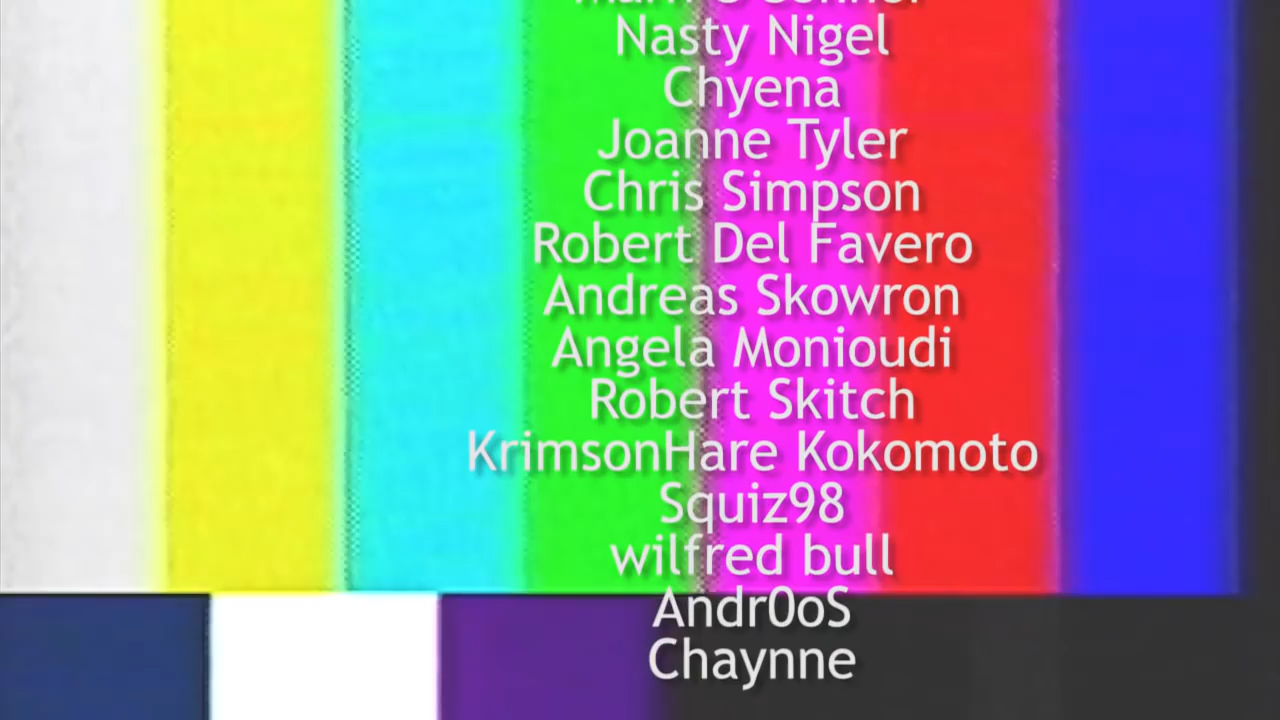 Nasty Nigel
Chyena
Joanne Tyler
Chris Simpson
Robert Del Favero
Andreas Skowron
Angela Monioudi
Robert Skitch
KrimsonHare Kokomoto
Squiz98
wilfred bull
Andr0oS
Chaynne